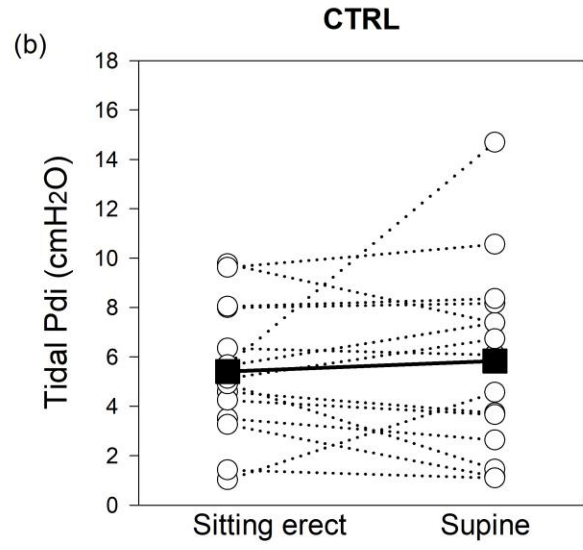 CTRL
(b)
Tidal Pdi (cmH2O)
18
16
14
12
10
8
6
4
2
0
Sitting erect Supine